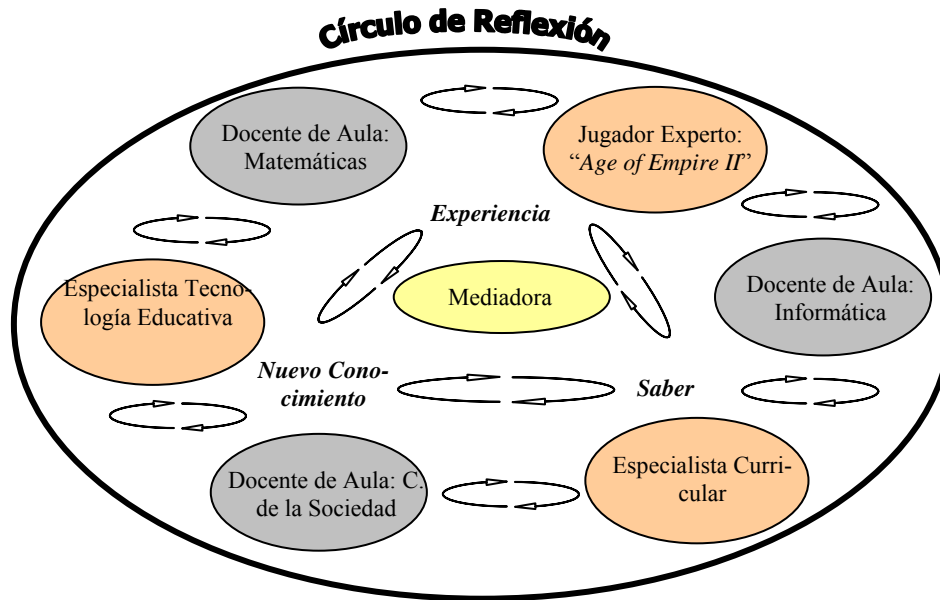 Círculo de Reflexión
Docente de Aula:
Matemáticas
Jugador Experto:
“Age of Empire II”
Experiencia
Especialista Tecno-
logía Educativa
Mediadora
Docente de Aula:
Informática
Nuevo Cono-
cimiento
Saber
Docente de Aula: C.
de la Sociedad
Especialista Curri-
cular